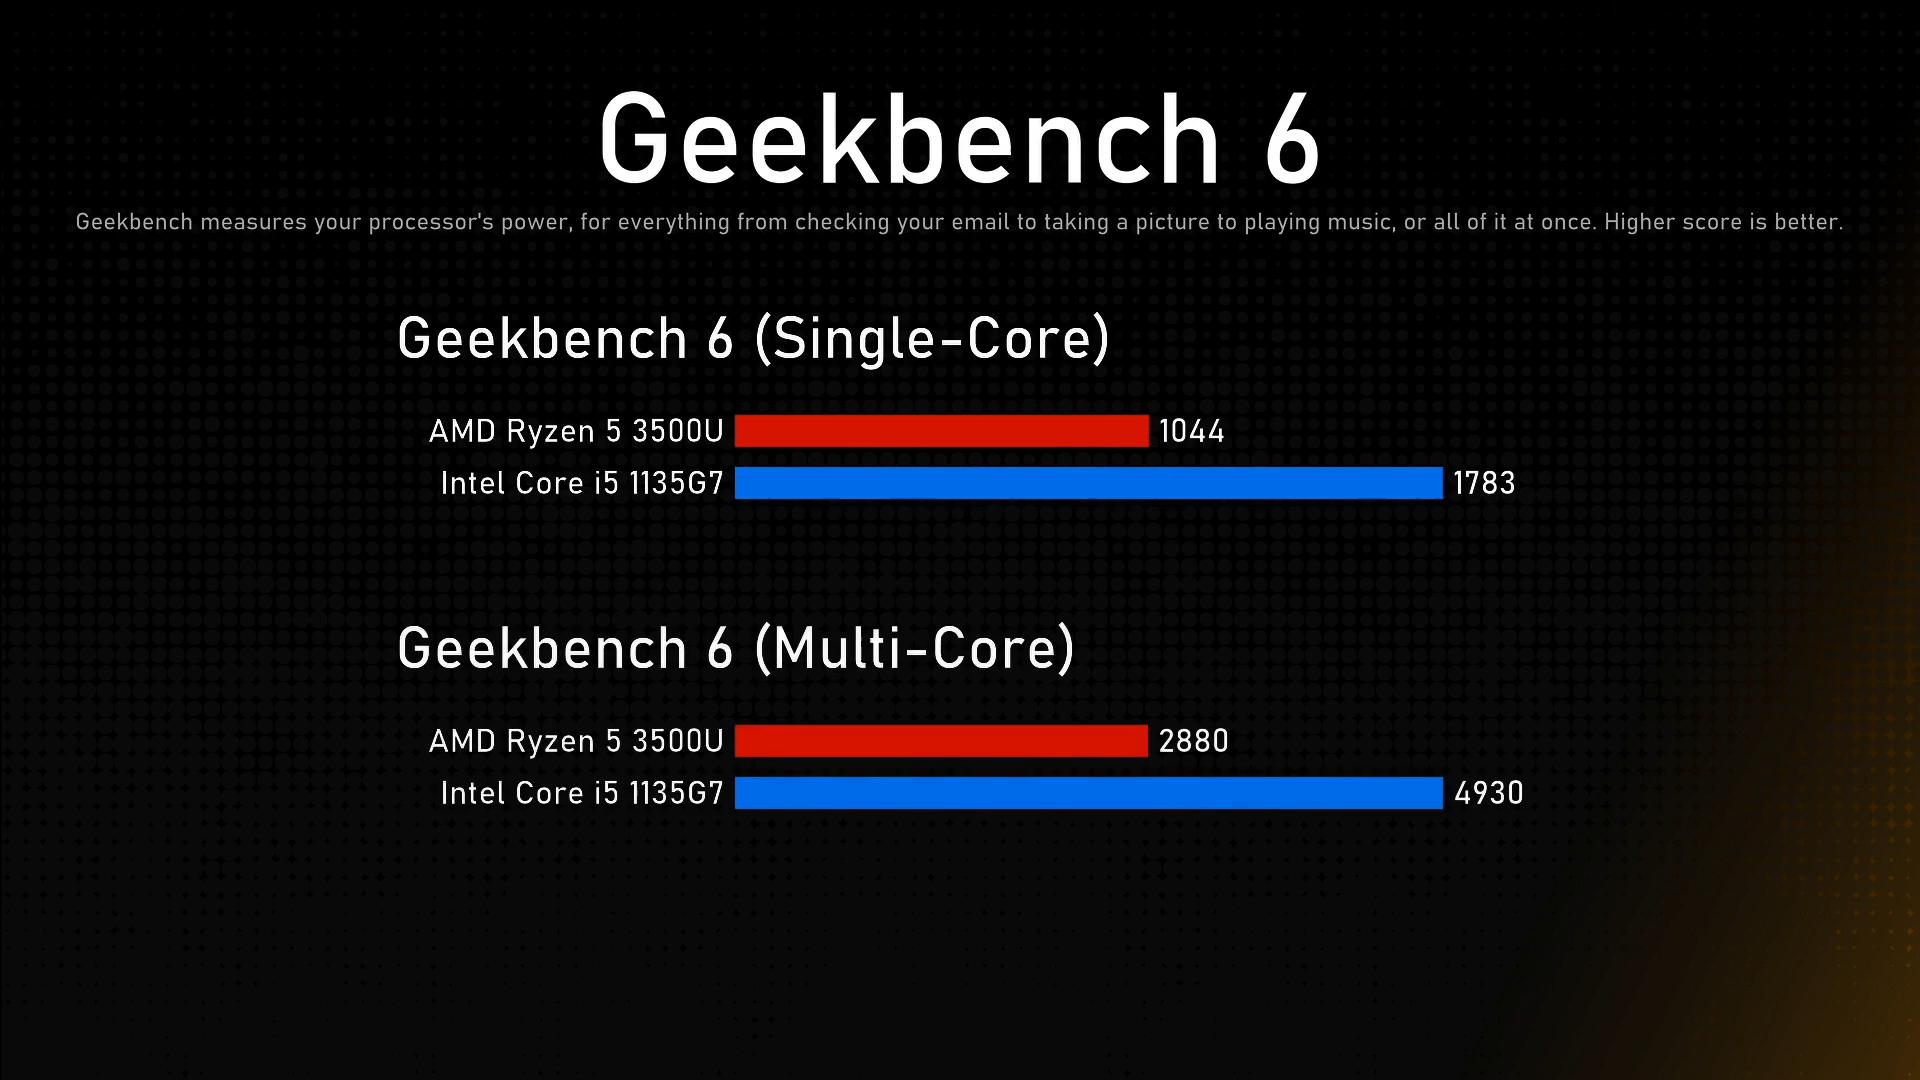 Geekbench 6
Geekbench measures your processor's power, for everything from checking your email to taking a picture to playing music, or all of it at once. Higher score is better.
Geekbench 6 (Single-Core)
AMD Ryzen 5 3500U 1044
Intel Core i5 1135G7 1783
Geekbench 6 (Multi-Core)
AMD Ryzen 5 3500U 2880
Intel Core i5 1135G7 4930